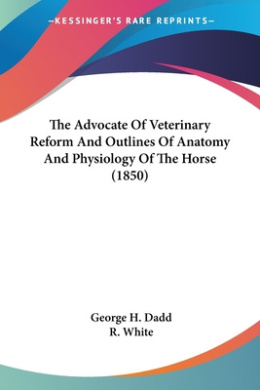 KESSINGER'S RARE REPRINTS
The Advocate Of Veterinary
Reform And Outlines Of Anatomy
And Physiology Of The Horse
(1850)
George H. Dadd
R. White